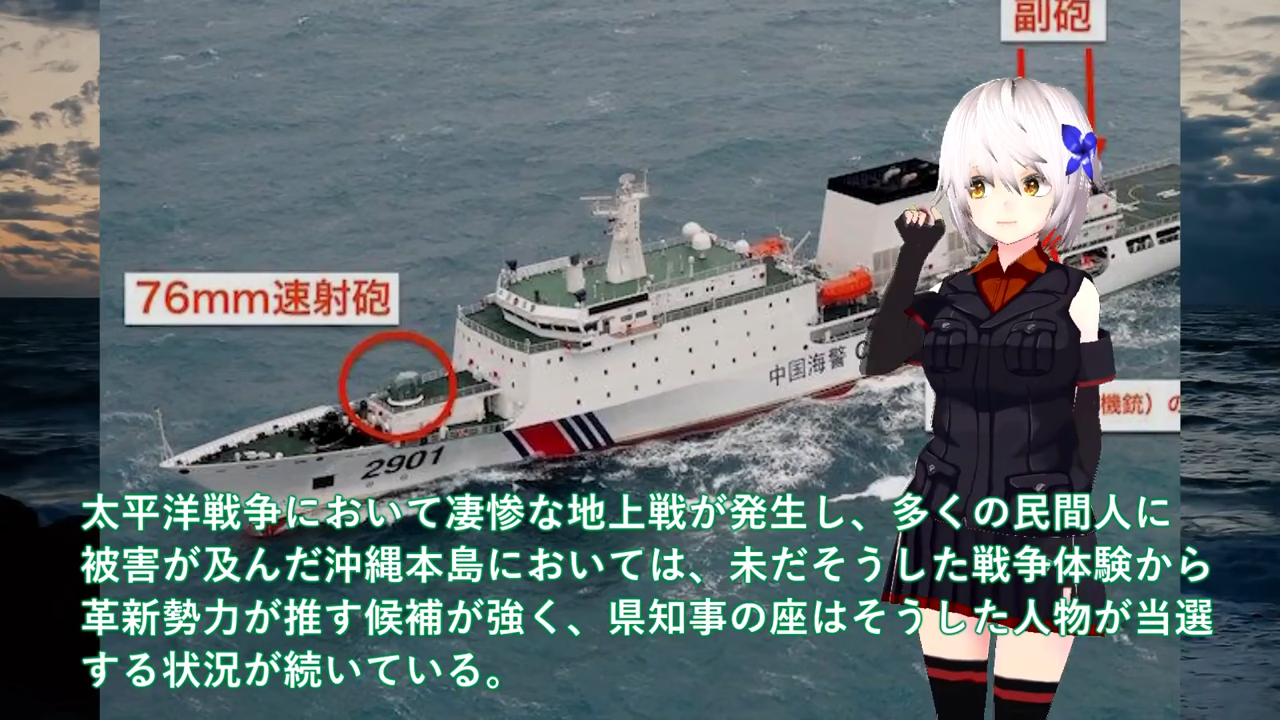 副砲
76mm速射砲
中国海警 C
機銃）の
2901
太平洋戦争において凄惨な地上戦が発生し、多くの民間人に
被害が及んだ沖縄本島においては、未だそうした戦争体験から
革新勢力が推す候補が強く、県知事の座はそうした人物が当選
する状況が続いている。